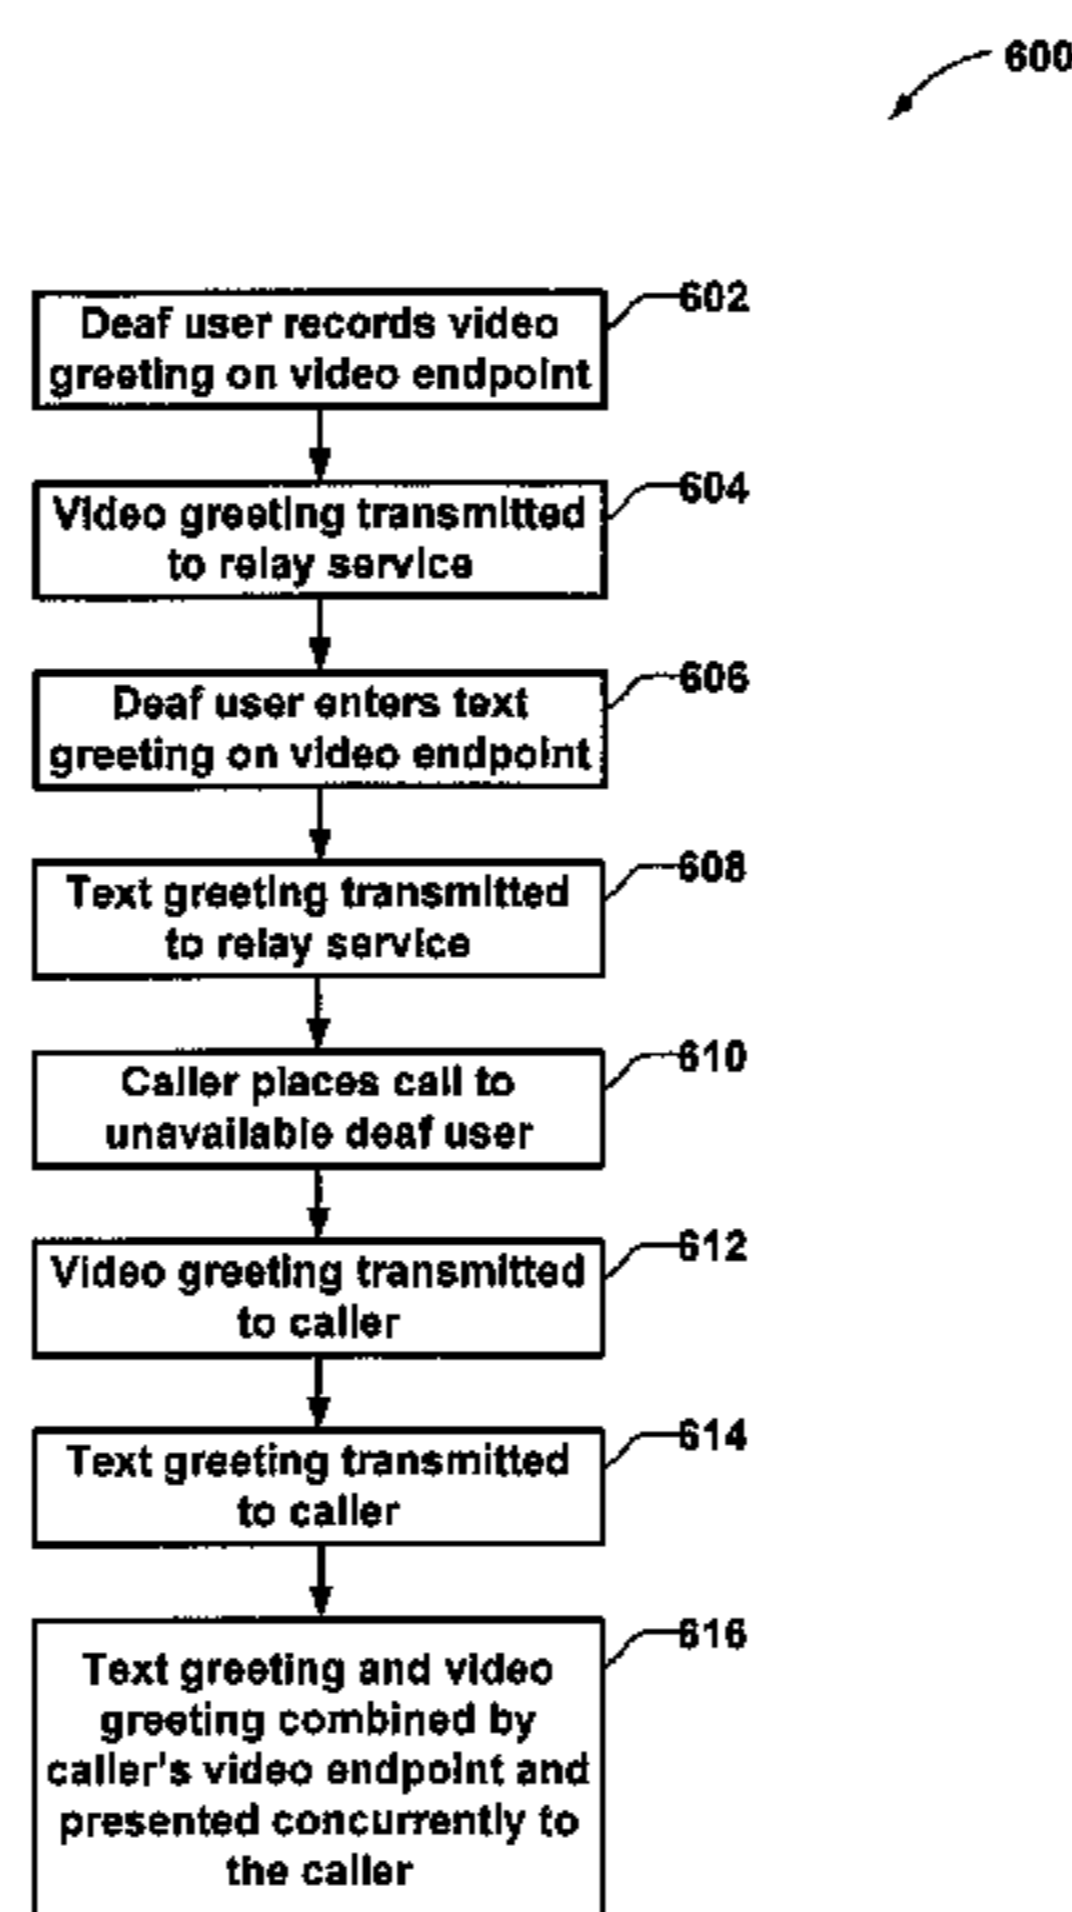 600
602
Deaf user records video
greeting on video endpoint
604
Video greeting transmitted
to relay service
606
Deaf user enters text
greeting on video endpoint
608
Text greeting transmitted
to relay service
610
Caller places call to
unavailable deaf user
612
Video greeting transmitted
to caller
614
Text greeting transmitted
to caller
616
Text greeting and video
greeting combined by
caller's video endpoint and
presented concurrently to
the caller